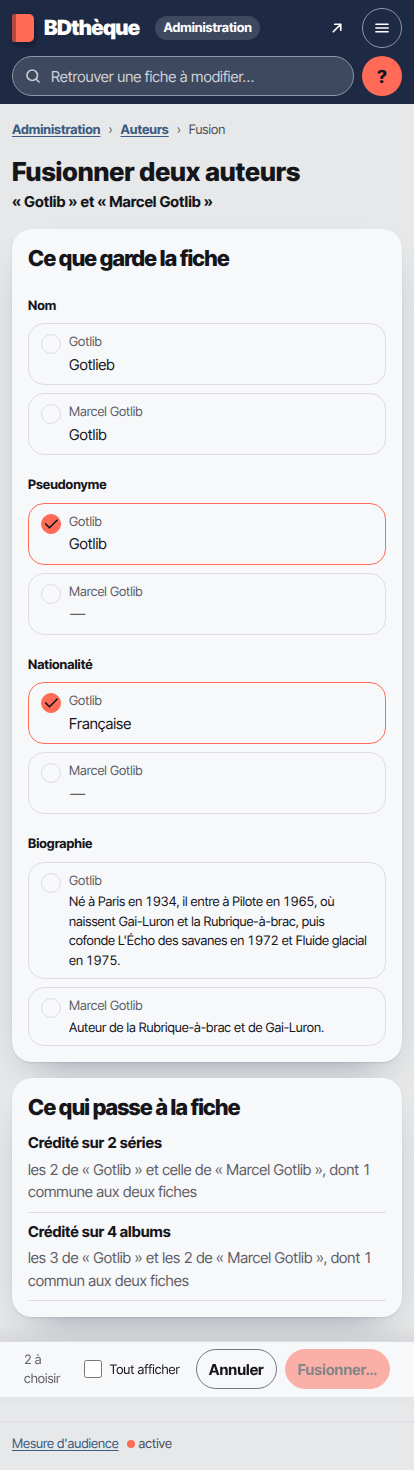 BDthèque
Administration
Retrouver une fiche à modifier...
?
Administration › Auteurs › Fusion
Fusionner deux auteurs
« Gotlib » et « Marcel Gotlib »
Ce que garde la fiche
Nom
Gotlib
Gotlieb
Marcel Gotlib
Gotlib
Pseudonyme
Gotlib
Gotlib
Marcel Gotlib
—
Nationalité
Gotlib
Française
Marcel Gotlib
—
Biographie
Gotlib
Né à Paris en 1934, il entre à Pilote en 1965, où
naissent Gai-Luron et la Rubrique-à-brac, puis
cofonde L'Écho des savanes en 1972 et Fluide glacial
en 1975.
Marcel Gotlib
Auteur de la Rubrique-à-brac et de Gai-Luron.
Ce qui passe à la fiche
Crédité sur 2 séries
les 2 de « Gotlib » et celle de « Marcel Gotlib », dont 1
commune aux deux fiches
Crédité sur 4 albums
les 3 de « Gotlib » et les 2 de « Marcel Gotlib », dont 1
commun aux deux fiches
2 à
choisir
Tout afficher
Annuler
Fusionner...
Mesure d'audience
active